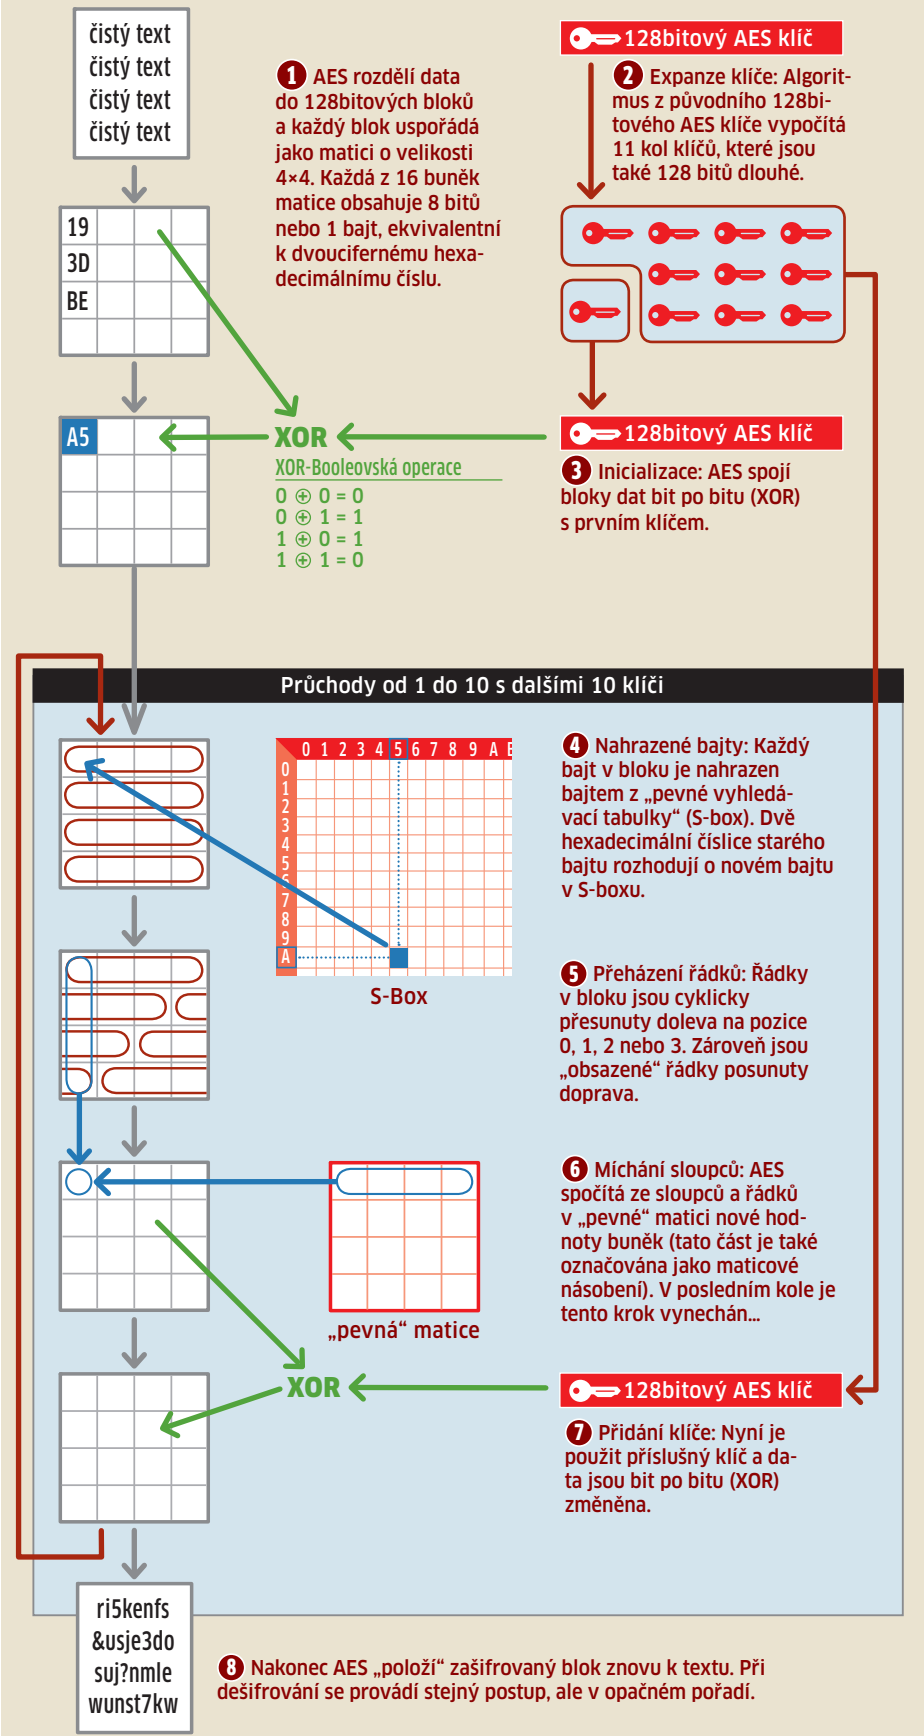 čistý text
čistý text
čistý text
čistý text
128bitový AES klíč
1 AES rozdělí data
do 128bitových bloků
a každý blok uspořádá
jako matici o velikosti
4×4. Každá z 16 buněk
matice obsahuje 8 bitů
nebo 1 bajt, ekvivalentní
k dvoucifernému hexa-
decimálnímu číslu.
2 Expanze klíče: Algorit-
mus z původního 128bi-
tového AES klíče vypočítá
11 kol klíčů, které jsou
také 128 bitů dlouhé.
19
3D
BE
A5
XOR
XOR-Booleovská operace
0 ⊕ 0 = 0
0 ⊕ 1 = 1
1 ⊕ 0 = 1
1 ⊕ 1 = 0
128bitový AES klíč
3 Inicializace: AES spojí
bloky dat bit po bitu (XOR)
s prvním klíčem.
Průchody od 1 do 10 s dalšími 10 klíči
0 1 2 3 4 5 6 7 8 9 A
0
1
2
3
4
5
6
7
8
9
A
S-Box
4 Nahrazené bajty: Každý
bajt v bloku je nahrazen
bajtem z „pevné vyhledá-
vací tabulky“ (S-box). Dvě
hexadecimální číslice starého
bajtu rozhodují o novém bajtu
v S-boxu.
5 Přeházení řádků: Řádky
v bloku jsou cyklicky
přesunuty doleva na pozice
0, 1, 2 nebo 3. Zároveň jsou
„obsazené“ řádky posunuty
doprava.
6 Míchání sloupců: AES
spočítá ze sloupců a řádků
v „pevné“ matici nové hod-
noty buněk (tato část je také
označována jako maticové
násobení). V posledním kole je
tento krok vynechán...
„pevná“ matice
XOR
128bitový AES klíč
7 Přidání klíče: Nyní je
použit příslušný klíč a da-
ta jsou bit po bitu (XOR)
změněna.
ri5kenfs
&usje3do
suj?nmle
wunst7kw
8 Nakonec AES „položí“ zašifrovaný blok znovu k textu. Při
dešifrování se provádí stejný postup, ale v opačném pořadí.